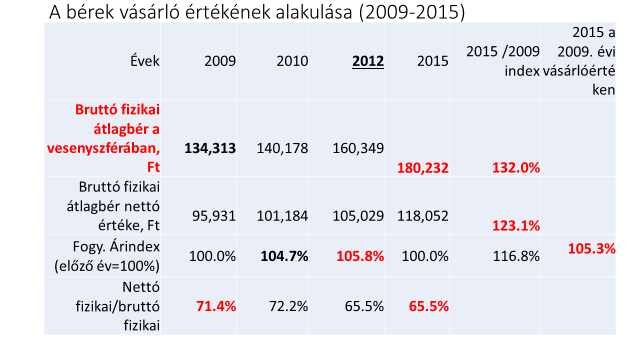 A bérek vásárló értékének alakulása (2009-2015)
Évek 2009 2010 2012 2015 2015 /2009 index 2015 a 2009. évi vásárlóérté ken
Bruttó fizikai átlagbér a vesenyszférában, Ft 134,313 140,178 160,349 180,232 132.0%
Bruttó fizikai átlagbér nettó értéke, Ft 95,931 101,184 105,029 118,052 123.1%
Fogy. Árindex (előző év=100%) 100.0% 104.7% 105.8% 100.0% 116.8% 105.3%
Nettó fizikai/bruttó fizikai 71.4% 72.2% 65.5% 65.5%